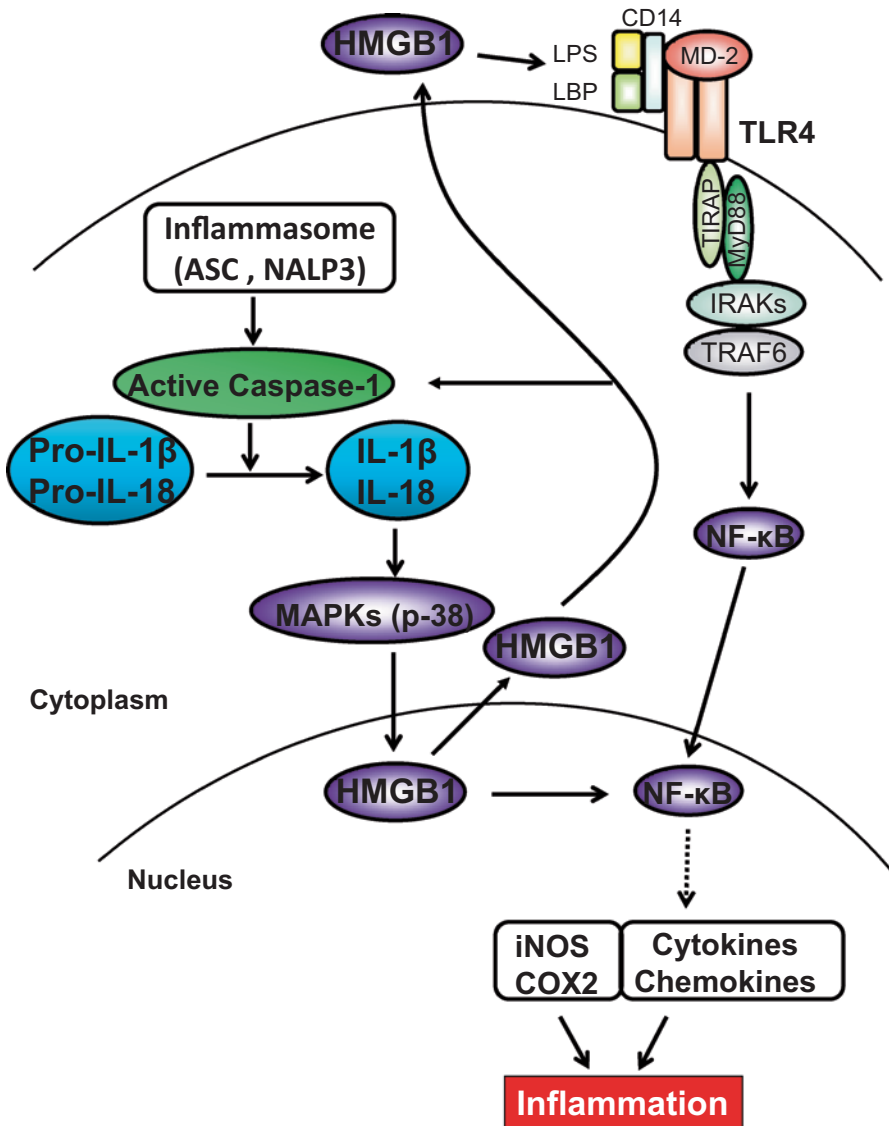 CD14
HMGB1
LPS
MD-2
LBP
TLR4
TIRAP
MyD88
Inflammasome
(ASC , NALP3)
IRAKs
TRAF6
Active Caspase-1
Pro-IL-1β
Pro-IL-18
IL-1β
IL-18
NF-κB
MAPKs (p-38)
HMGB1
Cytoplasm
HMGB1
NF-κB
Nucleus
iNOS
COX2
Cytokines
Chemokines
Inflammation